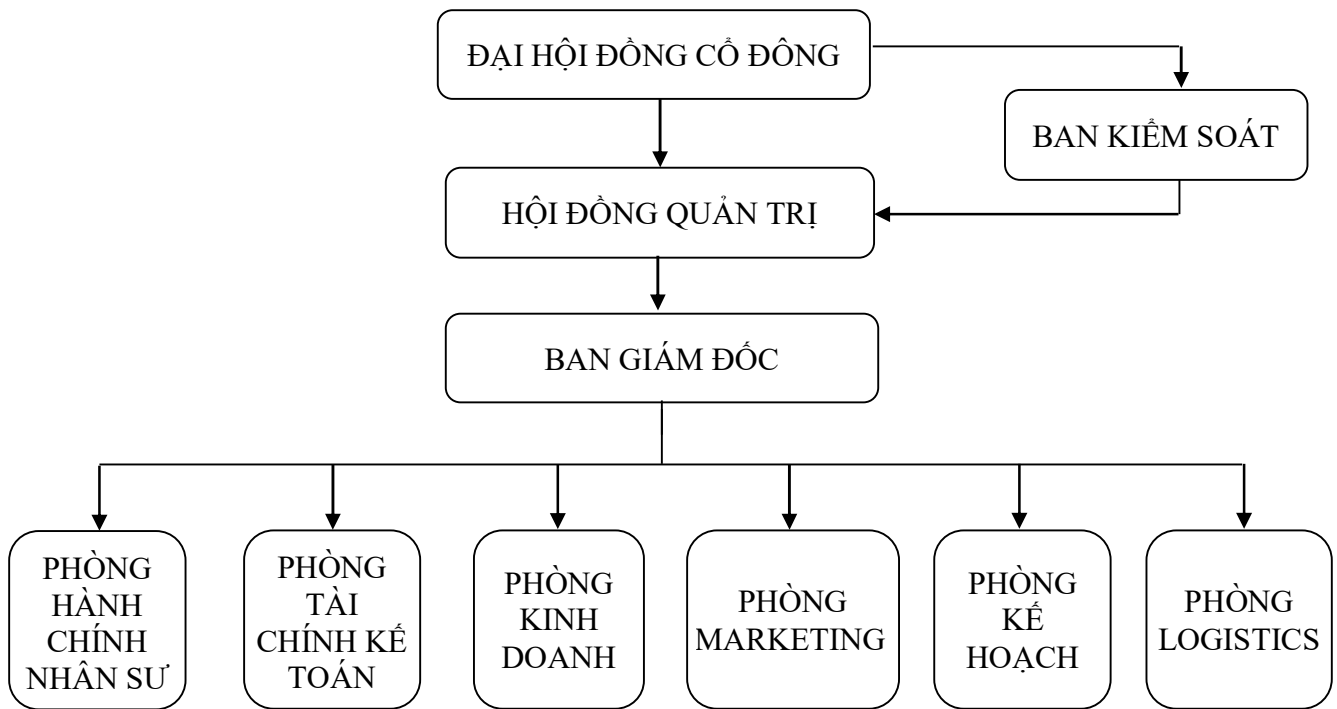 ĐẠI HỘI ĐỒNG CỔ ĐÔNG
BAN KIỂM SOÁT
HỘI ĐỒNG QUẢN TRỊ
BAN GIÁM ĐỐC
PHÒNG
HÀNH
CHÍNH
NHÂN SƯ
PHÒNG
TÀI
CHÍNH KẾ
TOÁN
PHÒNG
KINH
DOANH
PHÒNG
MARKETING
PHÒNG
KẾ
HOẠCH
PHÒNG
LOGISTICS